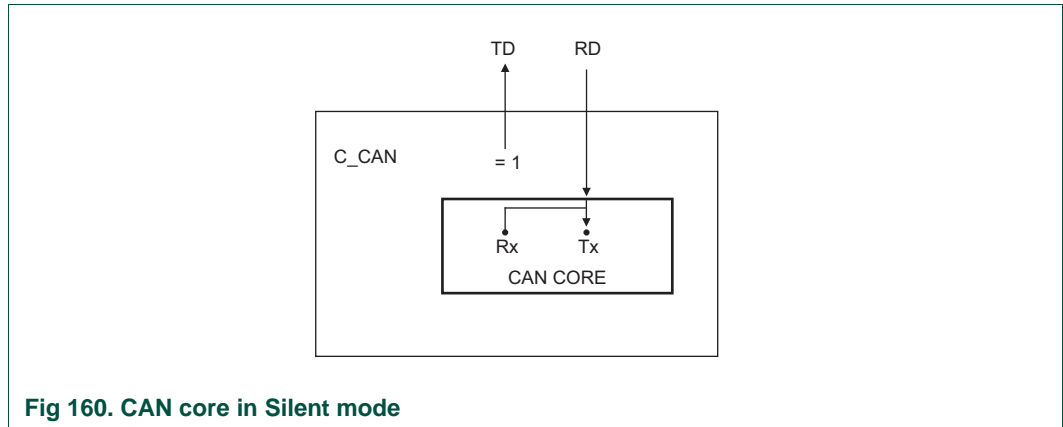 TD RD
C_CAN
= 1
Rx Tx
CAN CORE
Fig 160. CAN core in Silent mode